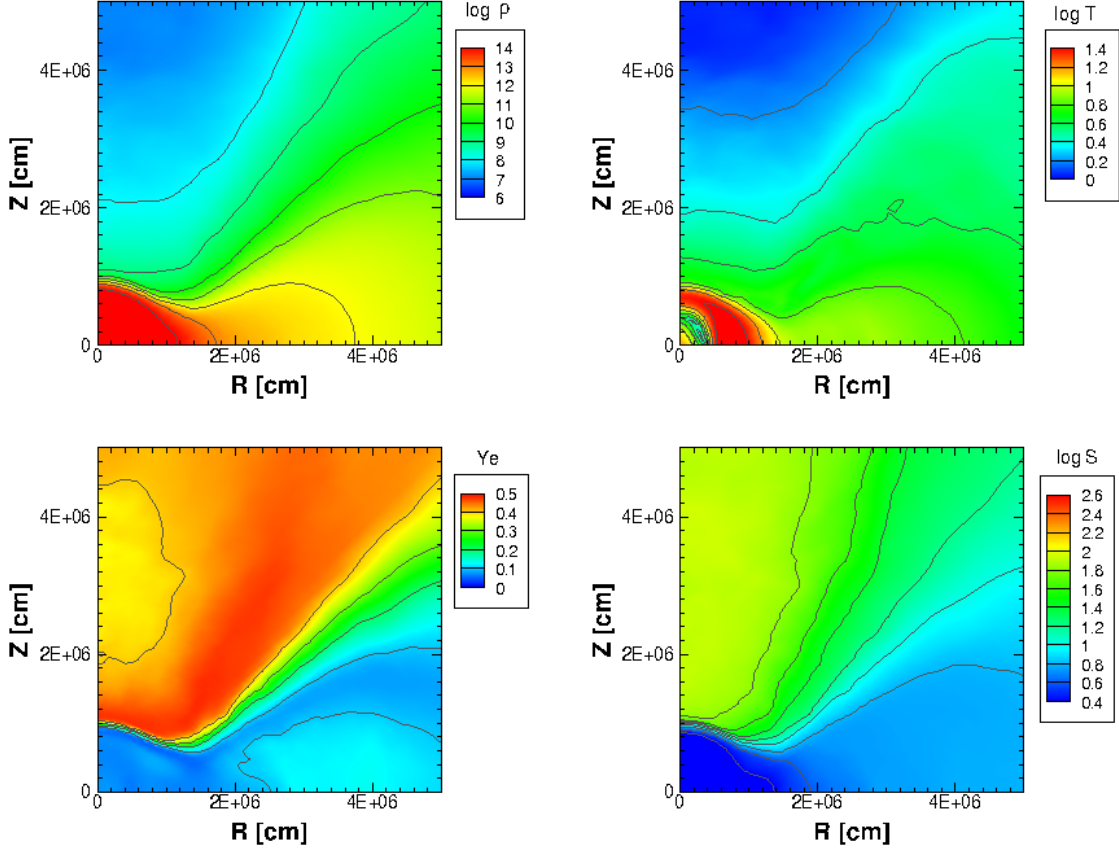 log ρ
14
13
12
11
10
9
8
7
6
4E+06
2E+06
0
Z [cm]
0
2E+06
4E+06
R [cm]
log T
1.4
1.2
1
0.8
0.6
0.4
0.2
0
4E+06
2E+06
0
Z [cm]
0
2E+06
4E+06
R [cm]
Ye
0.5
0.4
0.3
0.2
0.1
0
4E+06
2E+06
0
Z [cm]
0
2E+06
4E+06
R [cm]
log S
2.6
2.4
2.2
2
1.8
1.6
1.4
1.2
1
0.8
0.6
0.4
4E+06
2E+06
0
Z [cm]
0
2E+06
4E+06
R [cm]